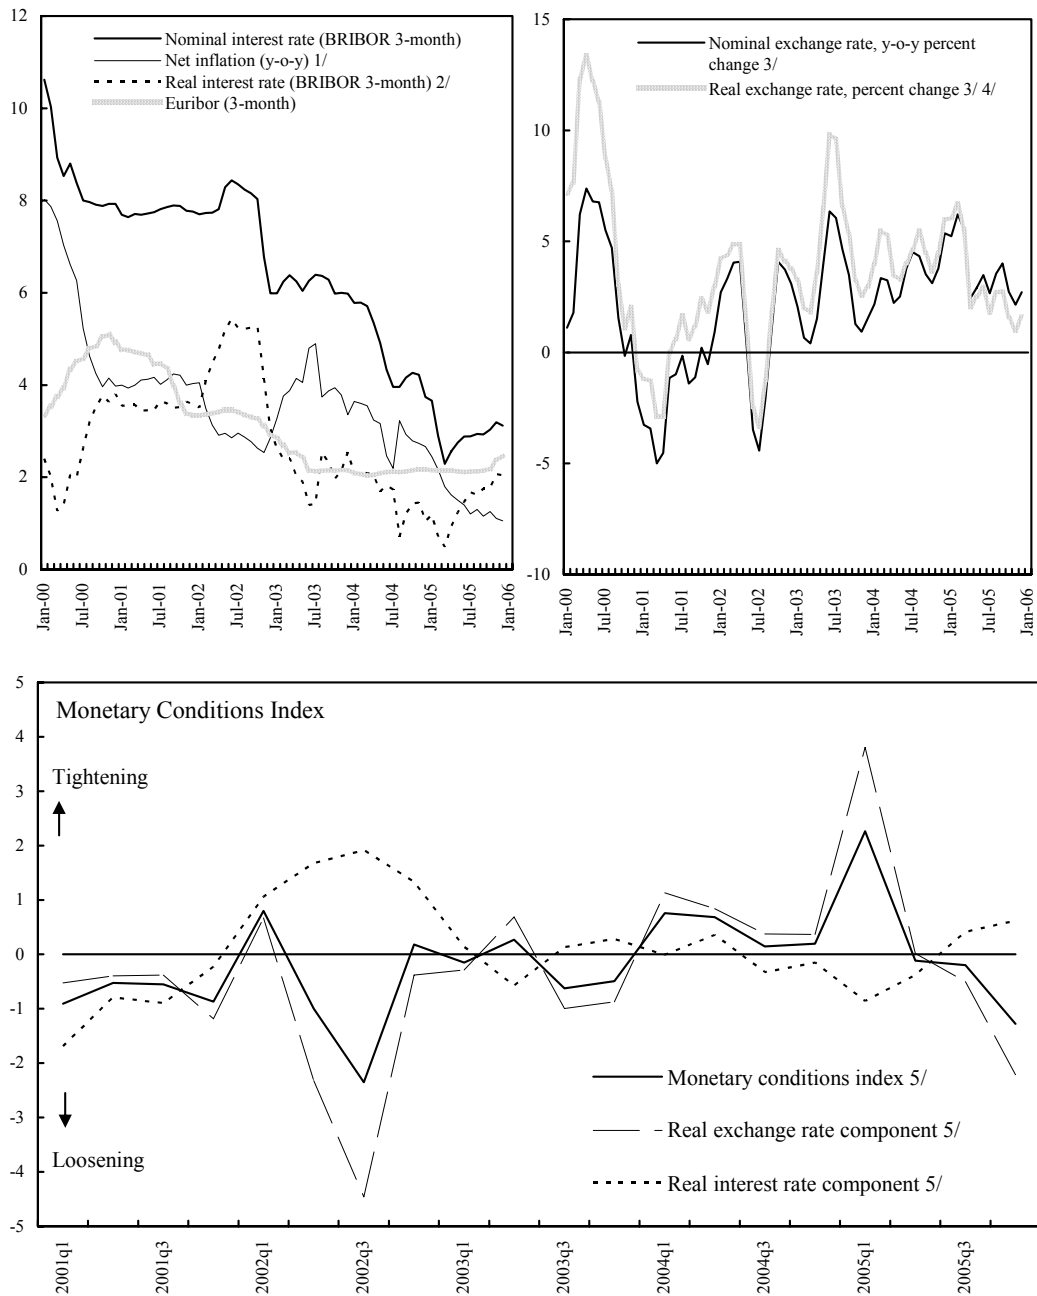 12
10
8
6
4
2
0
Nominal interest rate (BRIBOR 3-month)
Net inflation (y-o-y) 1/
Real interest rate (BRIBOR 3-month) 2/
Euribor (3-month)
Jan-00
Jul-00
Jan-01
Jul-01
Jan-02
Jul-02
Jan-03
Jul-03
Jan-04
Jul-04
Jan-05
Jul-05
Jan-06
15
10
5
0
-5
-10
Nominal exchange rate, y-o-y percent
change 3/
Real exchange rate, percent change 3/ 4/
Jan-00
Jul-00
Jan-01
Jul-01
Jan-02
Jul-02
Jan-03
Jul-03
Jan-04
Jul-04
Jan-05
Jul-05
Jan-06
5
4
3
2
1
0
-1
-2
-3
-4
-5
Monetary Conditions Index
Tightening
Loosening
Monetary conditions index 5/
Real exchange rate component 5/
Real interest rate component 5/
2001q1
2001q3
2002q1
2002q3
2003q1
2003q3
2004q1
2004q3
2005q1
2005q3